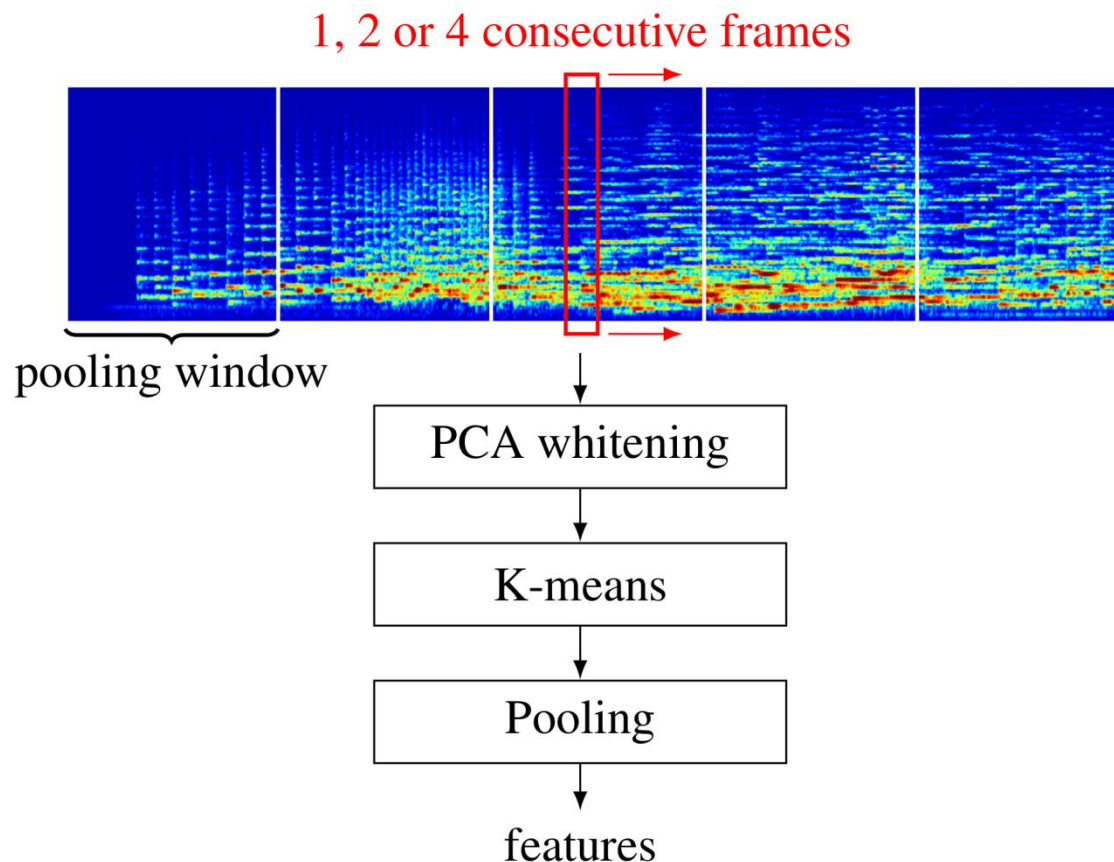 1, 2 or 4 consecutive frames
pooling window
PCA whitening
K-means
Pooling
features